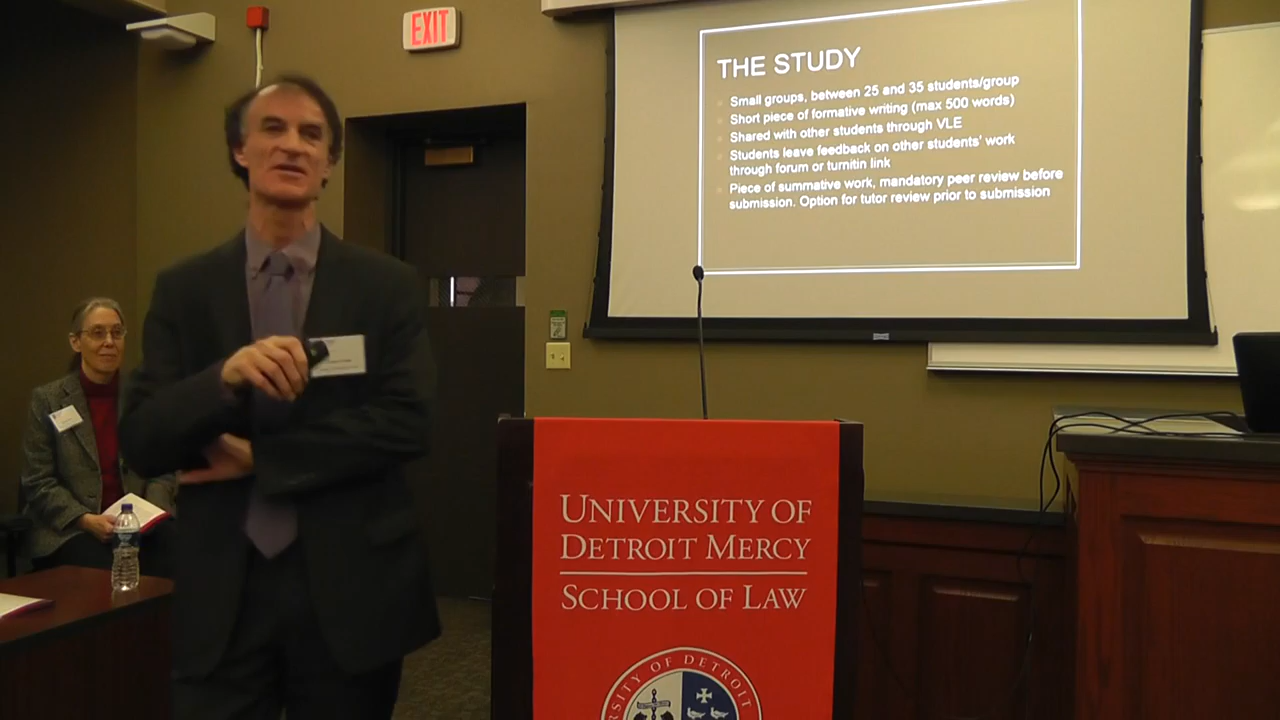 EXIT
THE STUDY
Small groups, between 25 and 35 students/group
Short piece of formative writing (max 500 words)
Shared with other students through VLE
Students leave feedback on other students' work
through forum or turnitin link
Piece of summative work, mandatory peer review before
submission. Option for tutor review prior to submission
UNIVERSITY OF
DETROIT MERCY
SCHOOL OF LAW
UNIVERSITY OF DETROIT